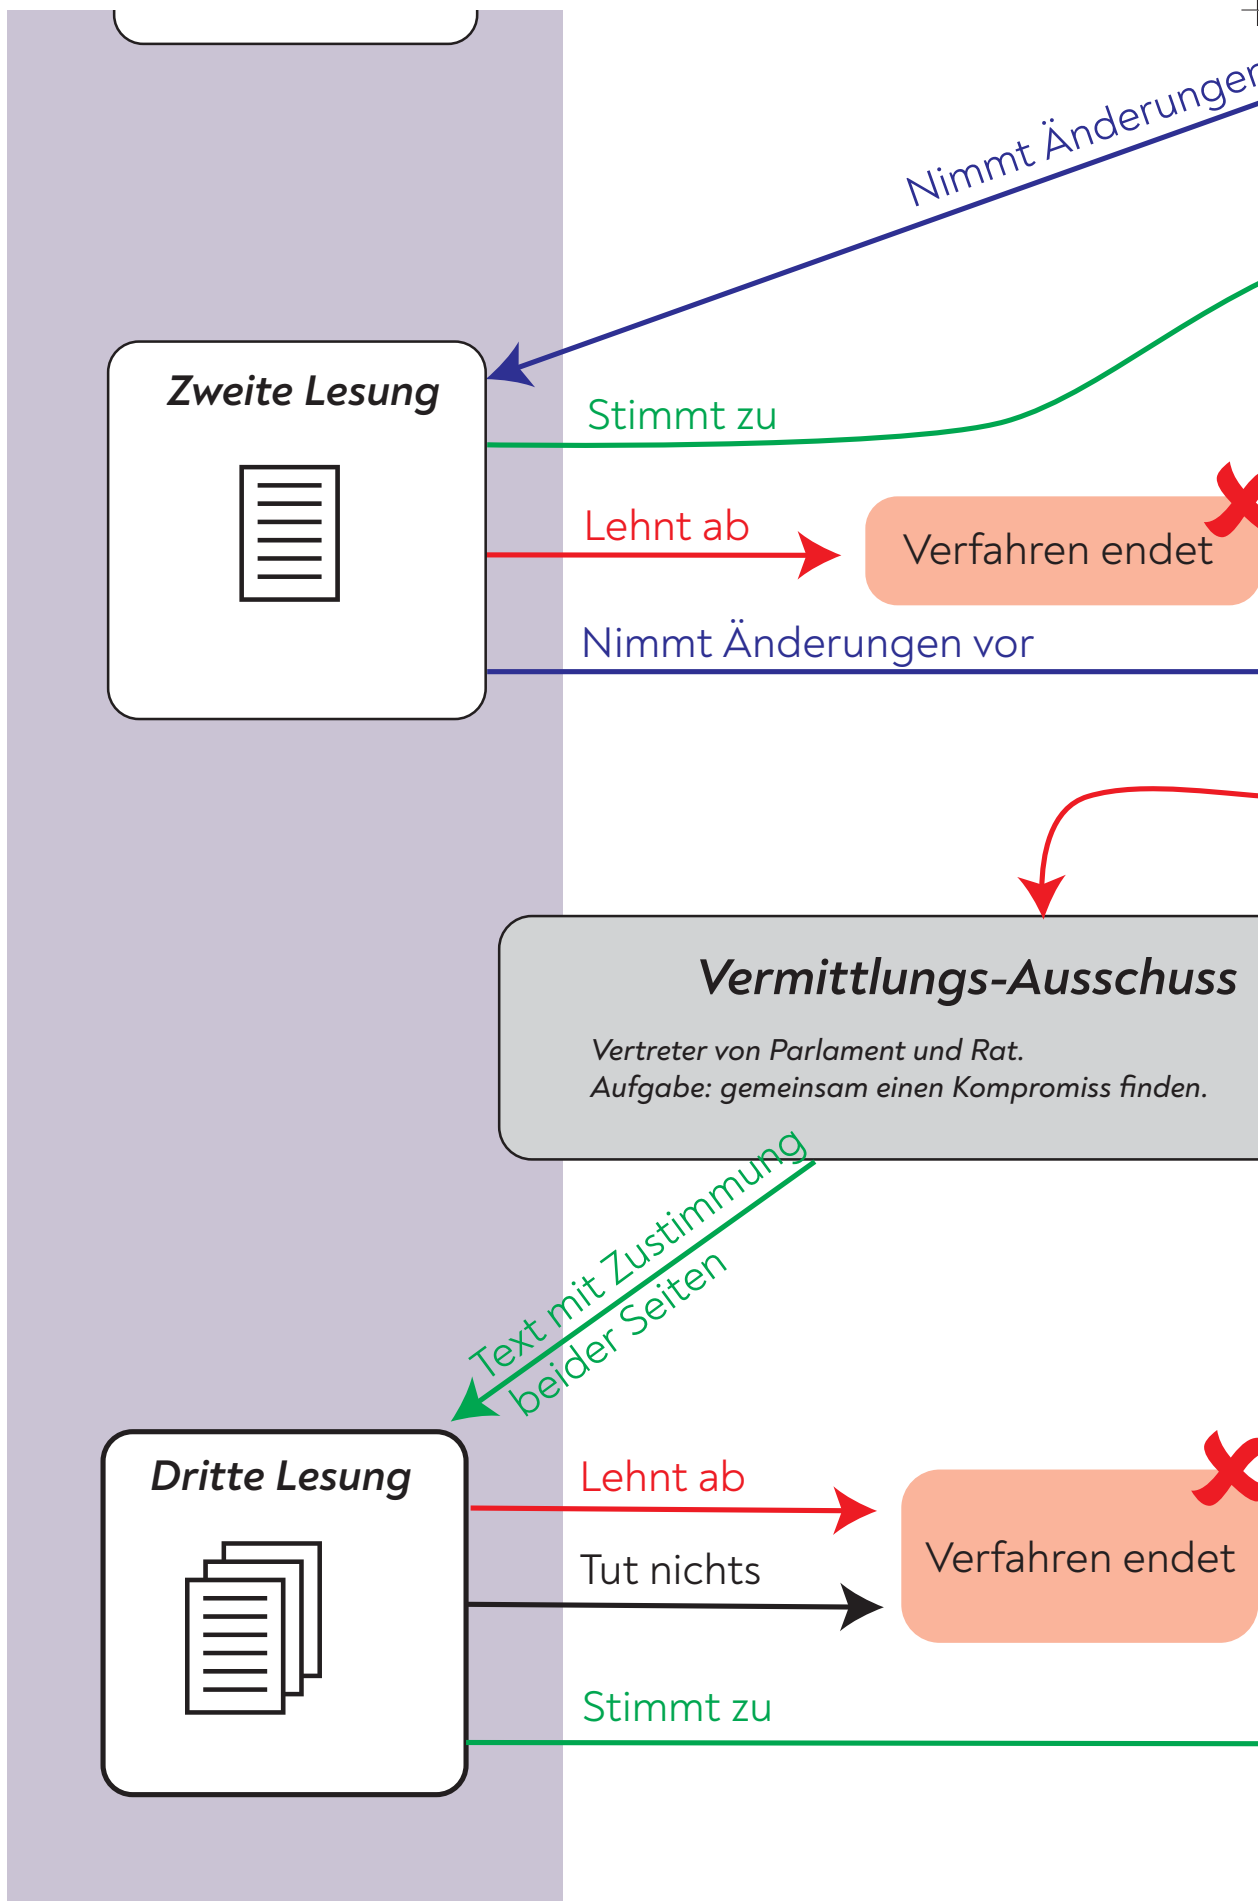 Nimmt Änderungen
Zweite Lesung
Stimmt zu
Lehnt ab
Verfahren endet
Nimmt Änderungen vor
Vermittlungs-Ausschuss
Vertreter von Parlament und Rat.
Aufgabe: gemeinsam einen Kompromiss finden.
Text mit Zustimmung
beider Seiten
Dritte Lesung
Lehnt ab
Tut nichts
Verfahren endet
Stimmt zu